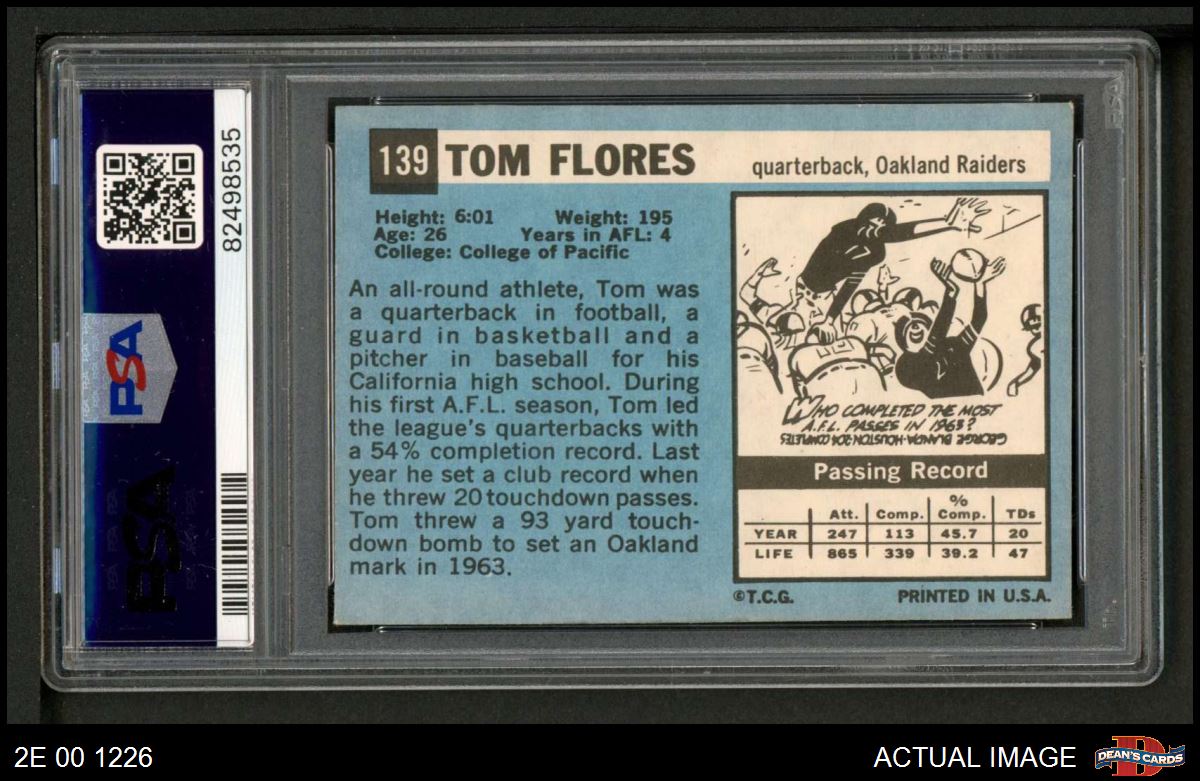 82498535
PSA
PSA
139 TOM FLORES
quarterback, Oakland Raiders
Height: 6:01 Weight: 195
Age: 26 Years in AFL: 4
College: College of Pacific
An all-round athlete, Tom was
a quarterback in football, a
guard in basketball and a
pitcher in baseball for his
California high school. During
his first A.F.L. season, Tom led
the league's quarterbacks with
a 54% completion record. Last
year he set a club record when
he threw 20 touchdown passes.
Tom threw a 93 yard touch-
down bomb to set an Oakland
mark in 1963.
WHO COMPLETED THE MOST
A.F.L. PASSES IN 1963?
GEORGE BLANDA-HOUSTON-204 COMPLETES
Passing Record
Att. Comp. % Comp. TDs
YEAR 247 113 45.7 20
LIFE 865 339 39.2 47
©T.C.G. PRINTED IN U.S.A.
2E 00 1226
ACTUAL IMAGE
DEAN'S CARDS